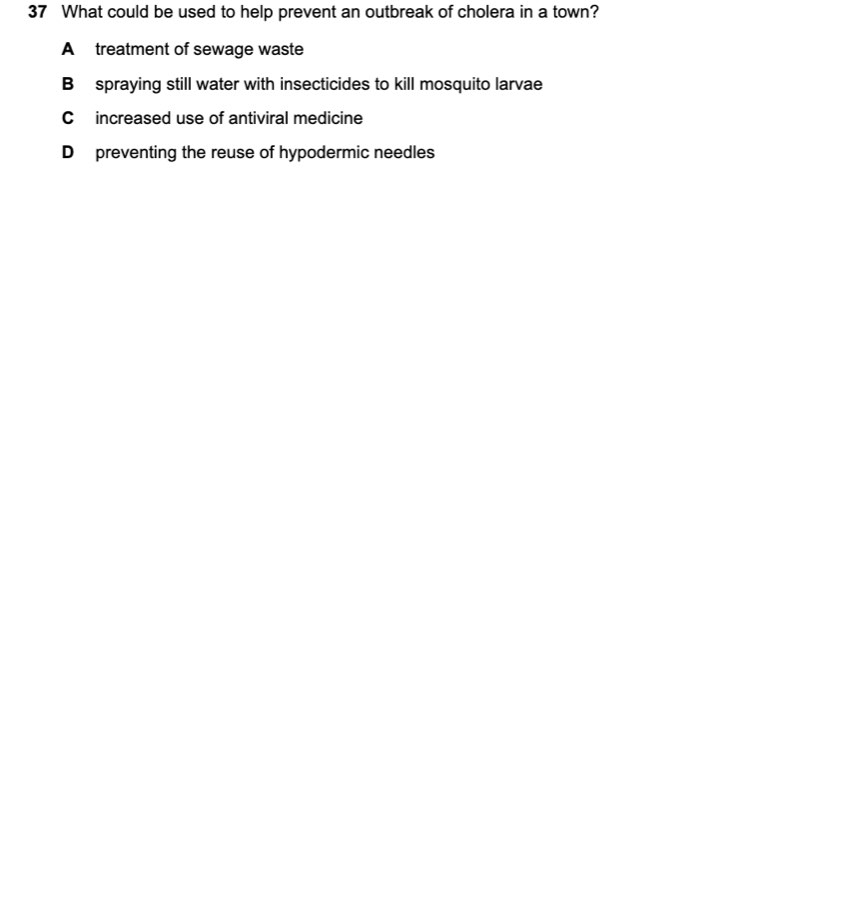 37 What could be used to help prevent an outbreak of cholera in a town?
A treatment of sewage waste
B spraying still water with insecticides to kill mosquito larvae
C increased use of antiviral medicine
D preventing the reuse of hypodermic needles